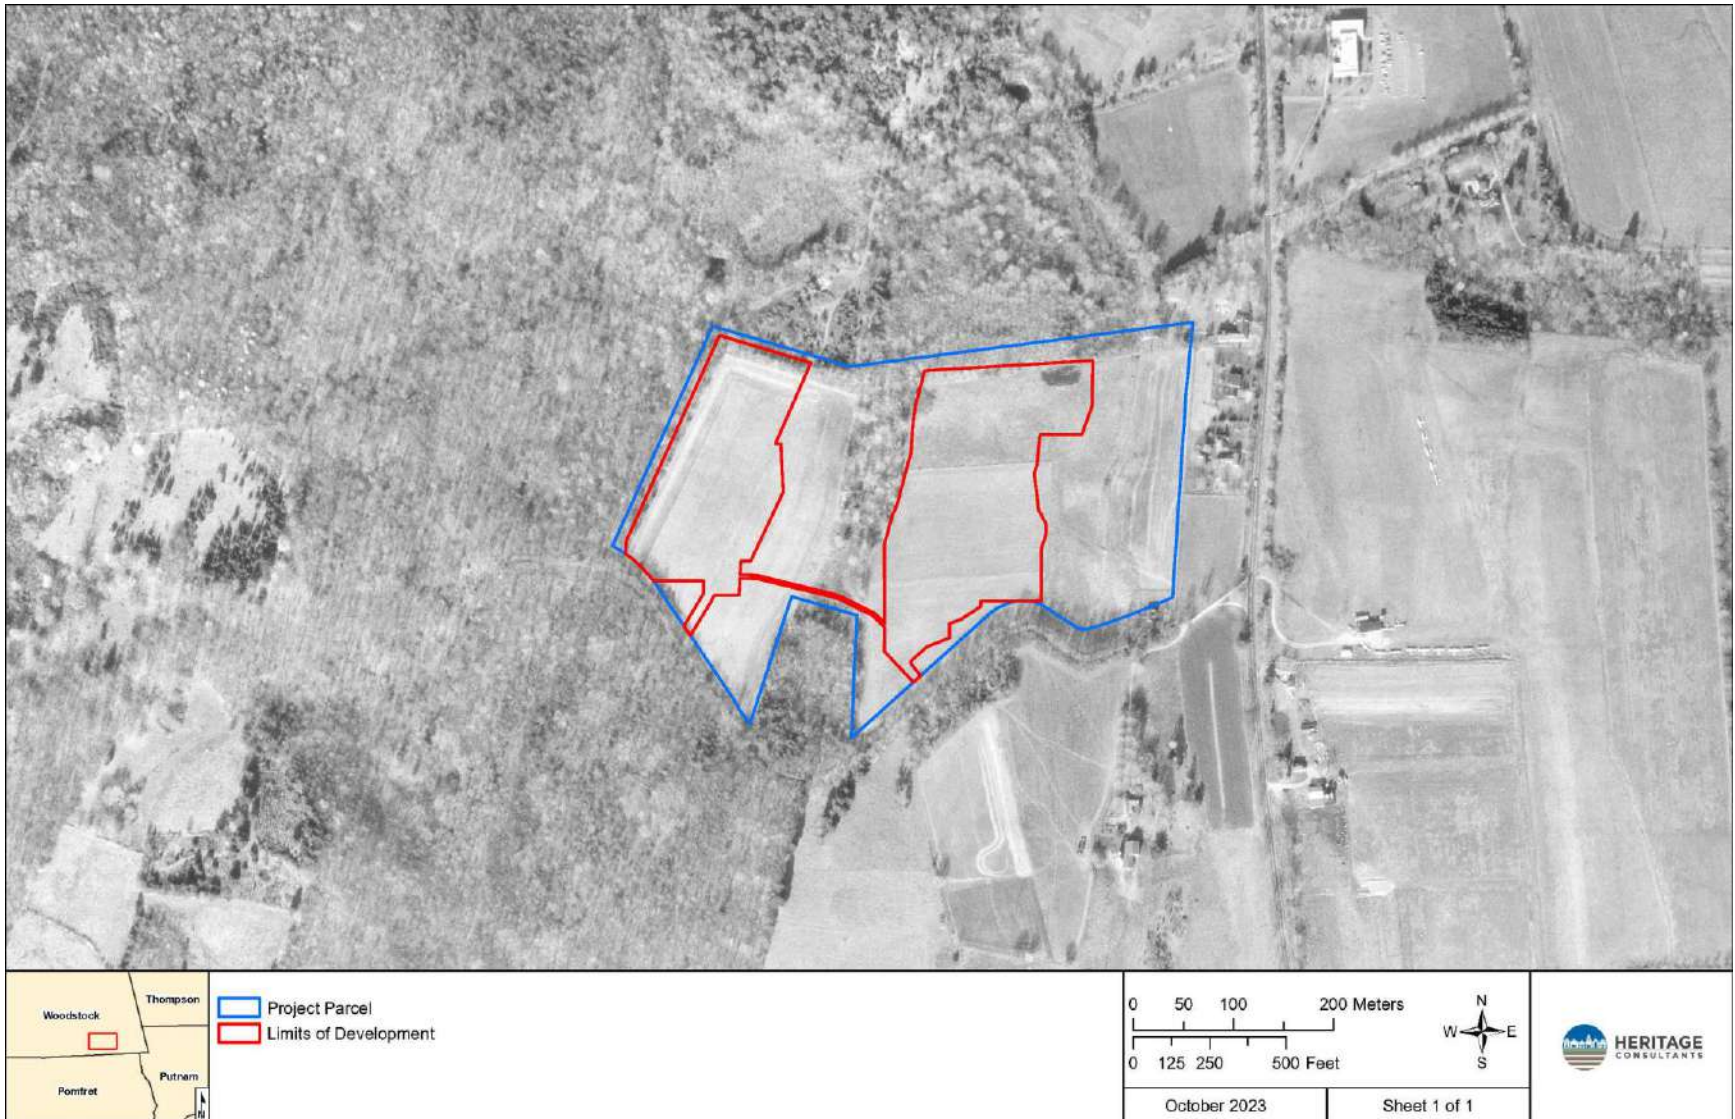 Woodstock
Thompson
Putnam
Pomfret
N
Project Parcel
Limits of Development
0 50 100 200 Meters
0 125 250 500 Feet
N
W E
S
October 2023
Sheet 1 of 1
HERITAGE
CONSULTANTS